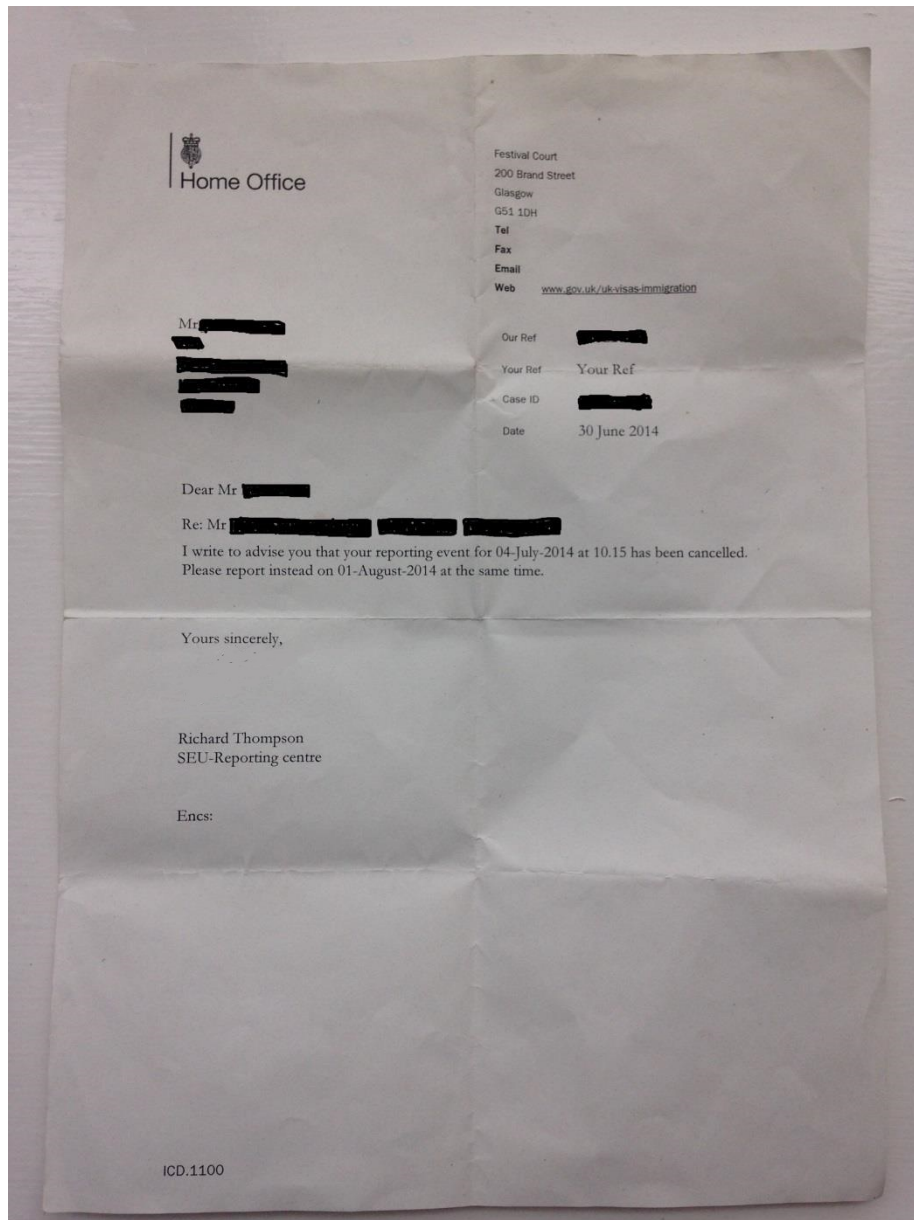 Home Office
Festival Court
200 Brand Street
Glasgow
G51 1DH
Tel
Fax
Email
Web www.gov.uk/uk-visas-immigration
Mr
Our Ref
Your Ref Your Ref
Case ID
Date 30 June 2014
Dear Mr
Re: Mr
I write to advise you that your reporting event for 04-July-2014 at 10.15 has been cancelled.
Please report instead on 01-August-2014 at the same time.
Yours sincerely,
Richard Thompson
SEU-Reporting centre
Encs:
ICD.1100